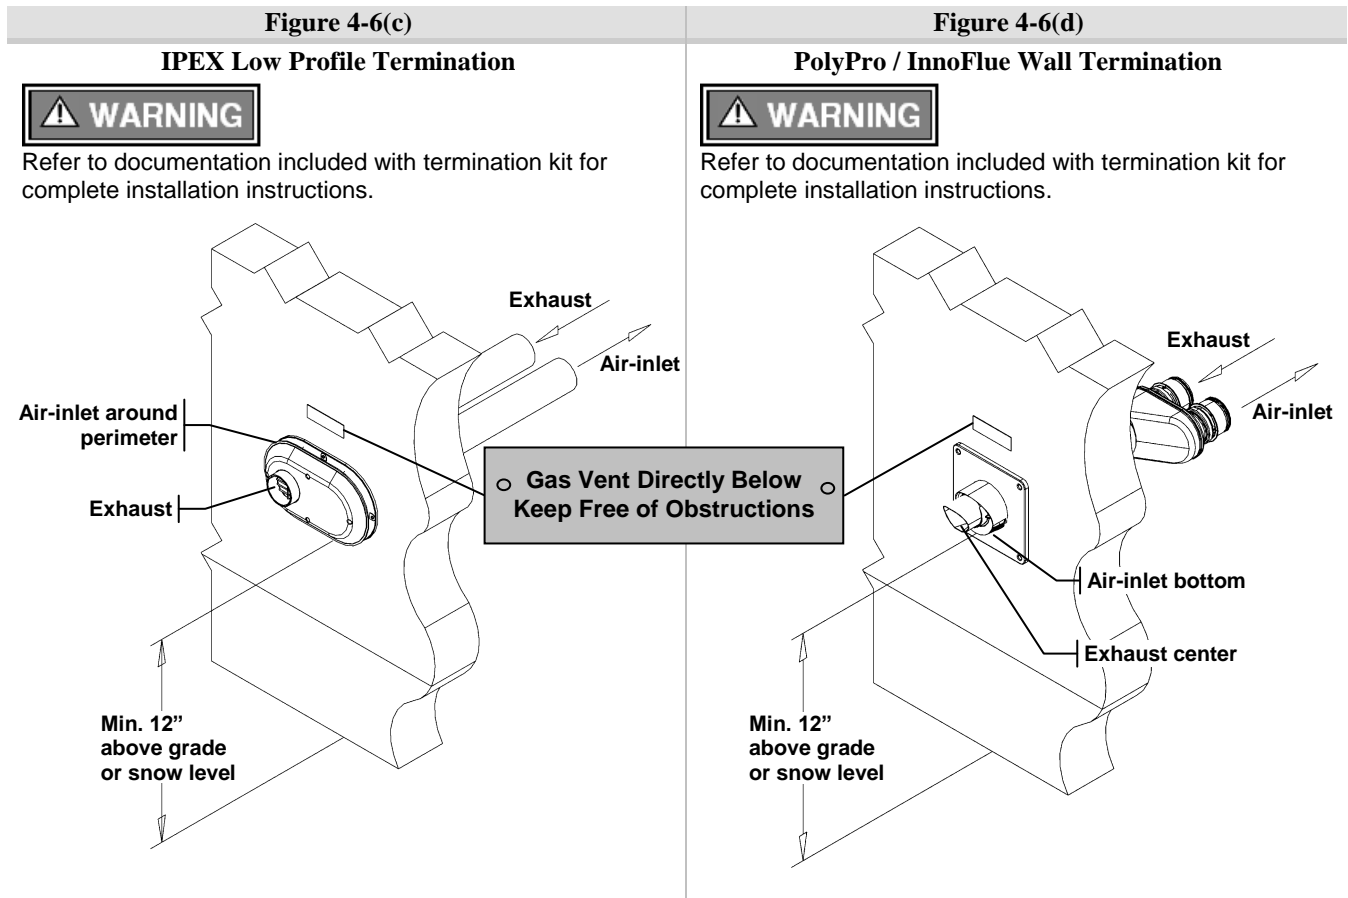 Figure 4-6(c)
IPEX Low Profile Termination
WARNING
Refer to documentation included with termination kit for
complete installation instructions.
Exhaust
Air-inlet
Air-inlet around
perimeter
Exhaust
Min. 12”
above grade
or snow level
Gas Vent Directly Below
Keep Free of Obstructions
Figure 4-6(d)
PolyPro / InnoFlue Wall Termination
WARNING
Refer to documentation included with termination kit for
complete installation instructions.
Exhaust
Air-inlet
Air-inlet bottom
Exhaust center
Min. 12”
above grade
or snow level